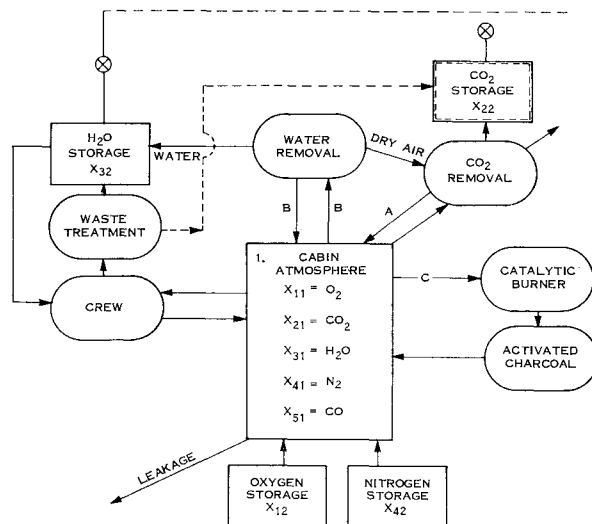 CO2
STORAGE
X22
H2O
STORAGE
X32
WATER
WATER
REMOVAL
DRY AIR
CO2
REMOVAL
WASTE
TREATMENT
B
B
A
CREW
1. CABIN
ATMOSPHERE
X11 = O2
X21 = CO2
X31 = H2O
X41 = N2
X51 = CO
C
CATALYTIC
BURNER
ACTIVATED
CHARCOAL
LEAKAGE
OXYGEN
STORAGE
X12
NITROGEN
STORAGE
X42